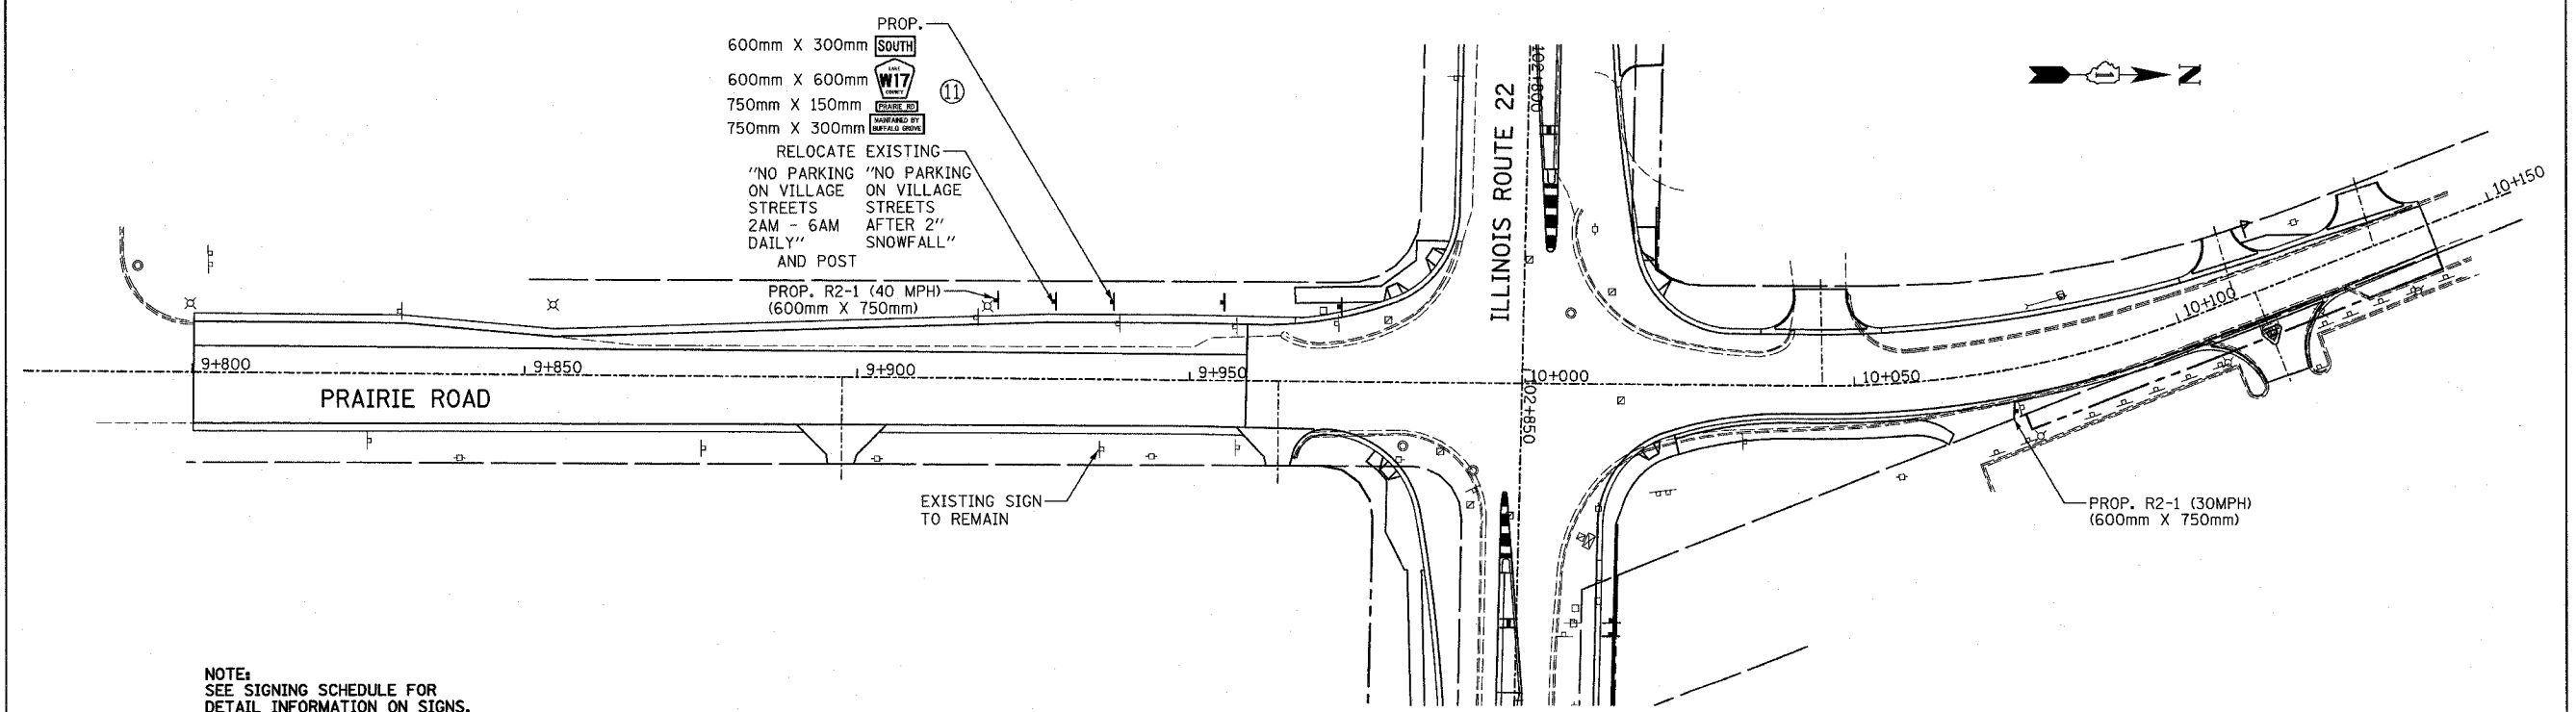 PROP.
600mm X 300mm SOUTH
600mm X 600mm LAKE W17 COUNTY
750mm X 150mm PRAIRIE RD
750mm X 300mm MAINTAINED BY BUFFALO GROVE
11
RELOCATE EXISTING
"NO PARKING "NO PARKING
ON VILLAGE ON VILLAGE
STREETS STREETS
2AM - 6AM AFTER 2"
DAILY" SNOWFALL"
AND POST
PROP. R2-1 (40 MPH)
(600mm X 750mm)
ILLINOIS ROUTE 22
102+800
102+850
N
9+800
9+850
9+900
9+950
10+000
10+050
10+100
10+150
PRAIRIE ROAD
EXISTING SIGN
TO REMAIN
PROP. R2-1 (30MPH)
(600mm X 750mm)
NOTE:
SEE SIGNING SCHEDULE FOR
DETAIL INFORMATION ON SIGNS.